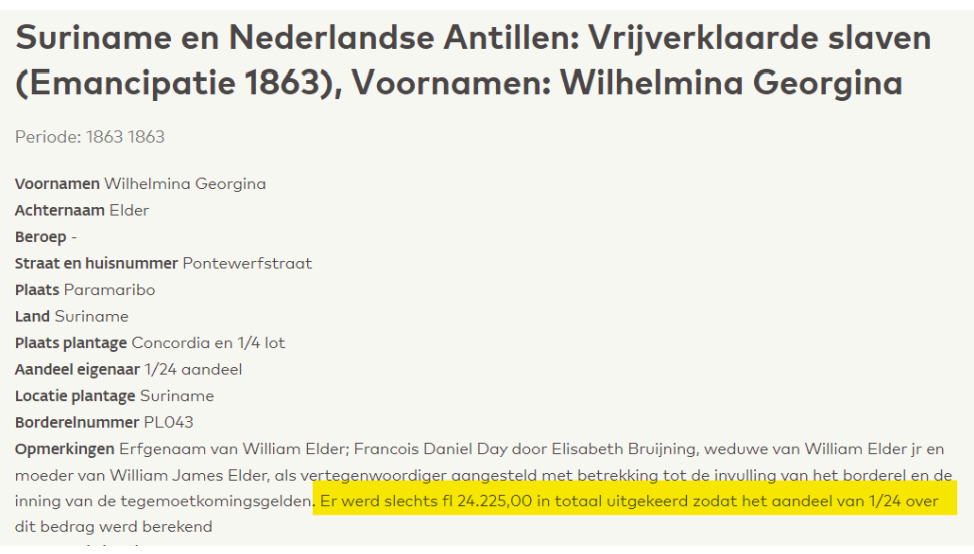 Suriname en Nederlandse Antillen: Vrijverklaarde slaven
(Emancipatie 1863), Voornamen: Wilhelmina Georgina
Periode: 1863 1863
Voornamen Wilhelmina Georgina
Achternaam Elder
Beroep -
Straat en huisnummer Pontewerfstraat
Plaats Paramaribo
Land Suriname
Plaats plantage Concordia en 1/4 lot
Aandeel eigenaar 1/24 aandeel
Locatie plantage Suriname
Borderelnummer PL043
Opmerkingen Erfgenaam van William Elder; Francois Daniel Day door Elisabeth Bruijning, weduwe van William Elder jr en
moeder van William James Elder, als vertegenwoordiger aangesteld met betrekking tot de invulling van het borderel en de
inning van de tegemoetkomingsgelden. Er werd slechts fl 24.225,00 in totaal uitgekeerd zodat het aandeel van 1/24 over
dit bedrag werd berekend